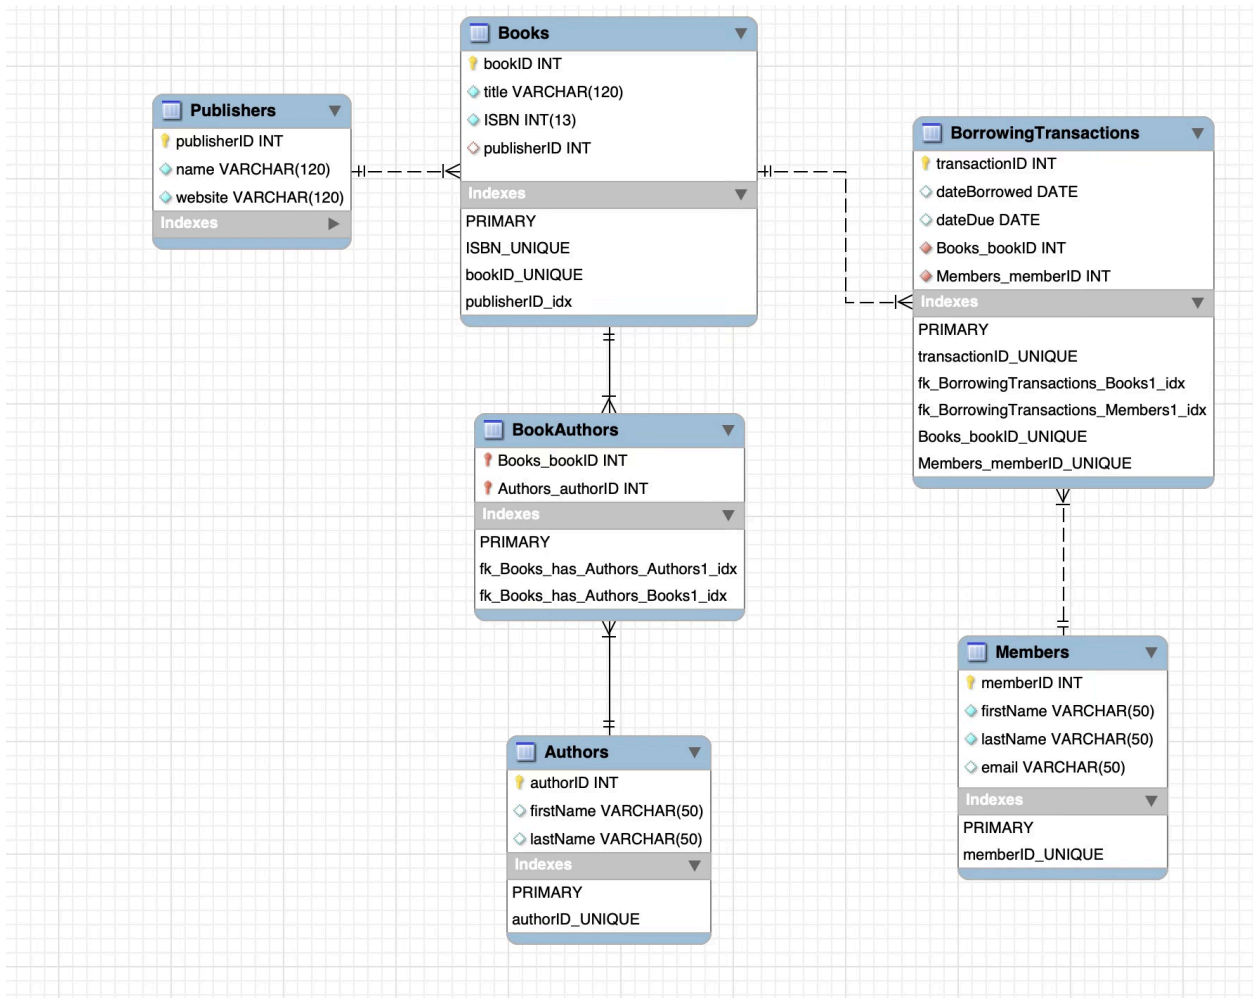 Books
bookID INT
title VARCHAR(120)
ISBN INT(13)
publisherID INT
Indexes
PRIMARY
ISBN_UNIQUE
bookID_UNIQUE
publisherID_idx
Publishers
publisherID INT
name VARCHAR(120)
website VARCHAR(120)
Indexes
BorrowingTransactions
transactionID INT
dateBorrowed DATE
dateDue DATE
Books_bookID INT
Members_memberID INT
Indexes
PRIMARY
transactionID_UNIQUE
fk_BorrowingTransactions_Books1_idx
fk_BorrowingTransactions_Members1_idx
Books_bookID_UNIQUE
Members_memberID_UNIQUE
BookAuthors
Books_bookID INT
Authors_authorID INT
Indexes
PRIMARY
fk_Books_has_Authors_Authors1_idx
fk_Books_has_Authors_Books1_idx
Members
memberID INT
firstName VARCHAR(50)
lastName VARCHAR(50)
email VARCHAR(50)
Indexes
PRIMARY
memberID_UNIQUE
Authors
authorID INT
firstName VARCHAR(50)
lastName VARCHAR(50)
Indexes
PRIMARY
authorID_UNIQUE